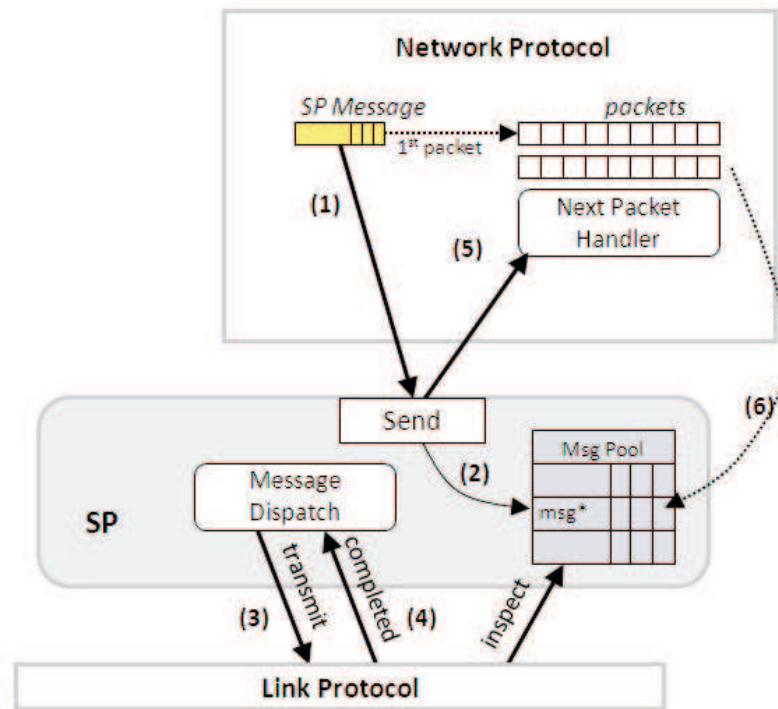 Network Protocol
SP Message
packets
1st packet
(1)
Next Packet
Handler
(5)
Send
(6)
Msg Pool
(2)
Message
Dispatch
msg*
SP
transmit
completed
(3)
(4)
inspect
Link Protocol